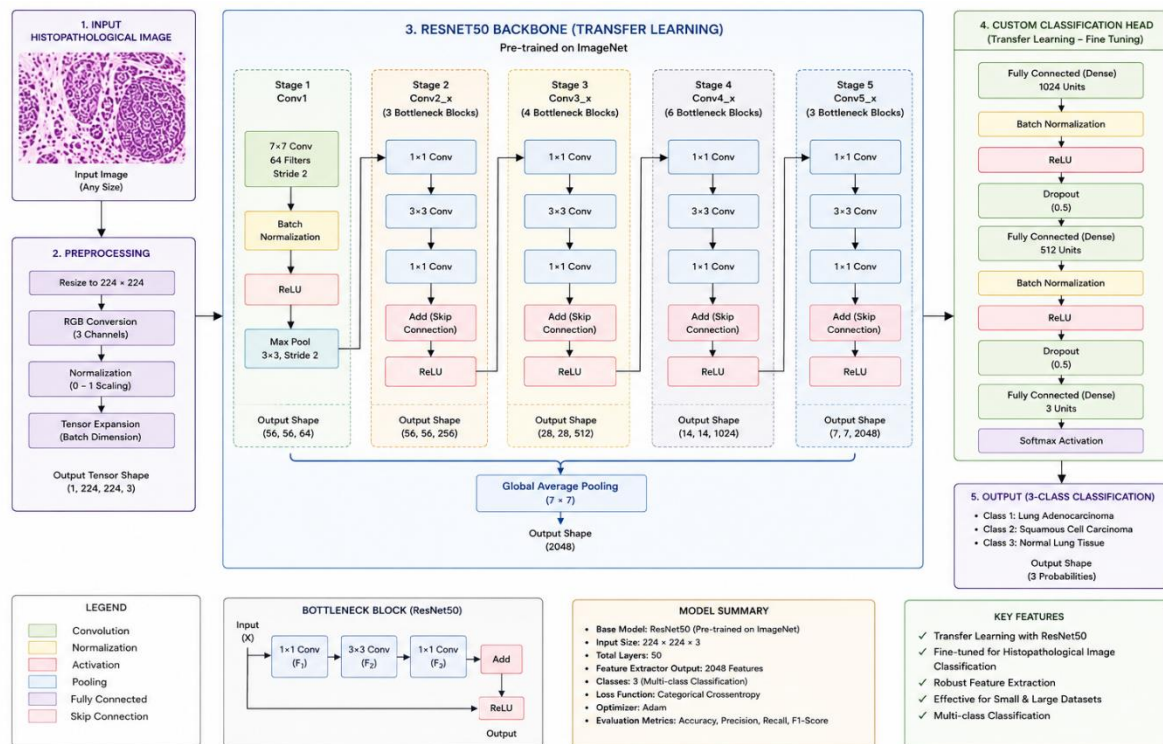 1. INPUT
HISTOPATHOLOGICAL IMAGE
Input Image
(Any Size)
2. PREPROCESSING
Resize to 224 × 224
RGB Conversion
(3 Channels)
Normalization
(0 – 1 Scaling)
Tensor Expansion
(Batch Dimension)
Output Tensor Shape
(1, 224, 224, 3)
3. RESNET50 BACKBONE (TRANSFER LEARNING)
Pre-trained on ImageNet
Stage 1
Conv1
7×7 Conv
64 Filters
Stride 2
Batch
Normalization
ReLU
Max Pool
3×3, Stride 2
Output Shape
(56, 56, 64)
Stage 2
Conv2_x
(3 Bottleneck Blocks)
1×1 Conv
3×3 Conv
1×1 Conv
Add (Skip
Connection)
ReLU
Output Shape
(56, 56, 256)
Stage 3
Conv3_x
(4 Bottleneck Blocks)
1×1 Conv
3×3 Conv
1×1 Conv
Add (Skip
Connection)
ReLU
Output Shape
(28, 28, 512)
Stage 4
Conv4_x
(6 Bottleneck Blocks)
1×1 Conv
3×3 Conv
1×1 Conv
Add (Skip
Connection)
ReLU
Output Shape
(14, 14, 1024)
Stage 5
Conv5_x
(3 Bottleneck Blocks)
1×1 Conv
3×3 Conv
1×1 Conv
Add (Skip
Connection)
ReLU
Output Shape
(7, 7, 2048)
Global Average Pooling
(7 × 7)
Output Shape
(2048)
4. CUSTOM CLASSIFICATION HEAD
(Transfer Learning – Fine Tuning)
Fully Connected (Dense)
1024 Units
Batch Normalization
ReLU
Dropout
(0.5)
Fully Connected (Dense)
512 Units
Batch Normalization
ReLU
Dropout
(0.5)
Fully Connected (Dense)
3 Units
Softmax Activation
5. OUTPUT (3-CLASS CLASSIFICATION)
• Class 1: Lung Adenocarcinoma
• Class 2: Squamous Cell Carcinoma
• Class 3: Normal Lung Tissue
Output Shape
(3 Probabilities)
LEGEND
Convolution
Normalization
Activation
Pooling
Fully Connected
Skip Connection
BOTTLENECK BLOCK (ResNet50)
Input
(X)
1×1 Conv
(F₁)
3×3 Conv
(F₂)
1×1 Conv
(F₃)
Add
ReLU
Output
MODEL SUMMARY
• Base Model: ResNet50 (Pre-trained on ImageNet)
• Input Size: 224 × 224 × 3
• Total Layers: 50
• Feature Extractor Output: 2048 Features
• Classes: 3 (Multi-class Classification)
• Loss Function: Categorical Crossentropy
• Optimizer: Adam
• Evaluation Metrics: Accuracy, Precision, Recall, F1-Score
KEY FEATURES
✓ Transfer Learning with ResNet50
✓ Fine-tuned for Histopathological Image
Classification
✓ Robust Feature Extraction
✓ Effective for Small & Large Datasets
✓ Multi-class Classification